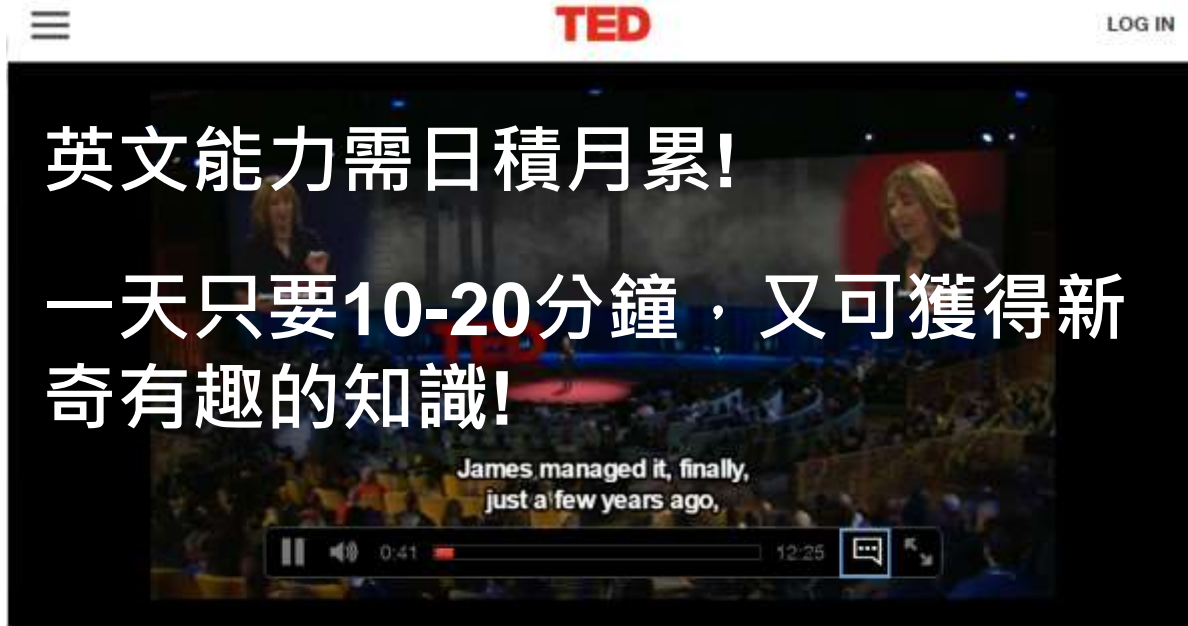 TED
LOG IN
英文能力需日積月累!
一天只要10-20分鐘，又可獲得新
奇有趣的知識!
TED
James managed it, finally,
just a few years ago,
0:41
12:25